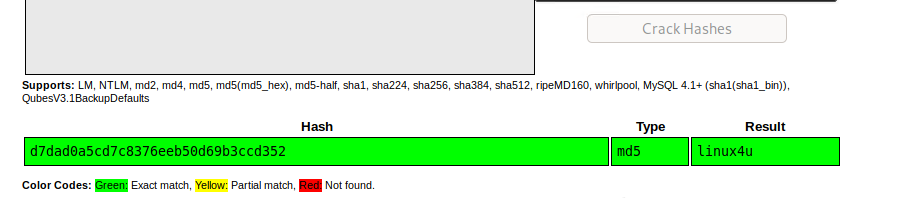 Crack Hashes
Supports: LM, NTLM, md2, md4, md5, md5(md5_hex), md5-half, sha1, sha224, sha256, sha384, sha512, ripeMD160, whirlpool, MySQL 4.1+ (sha1(sha1_bin)),
QubesV3.1BackupDefaults
Hash Type Result
d7dad0a5cd7c8376eeb50d69b3ccd352 md5 linux4u
Color Codes: Green: Exact match, Yellow: Partial match, Red: Not found.